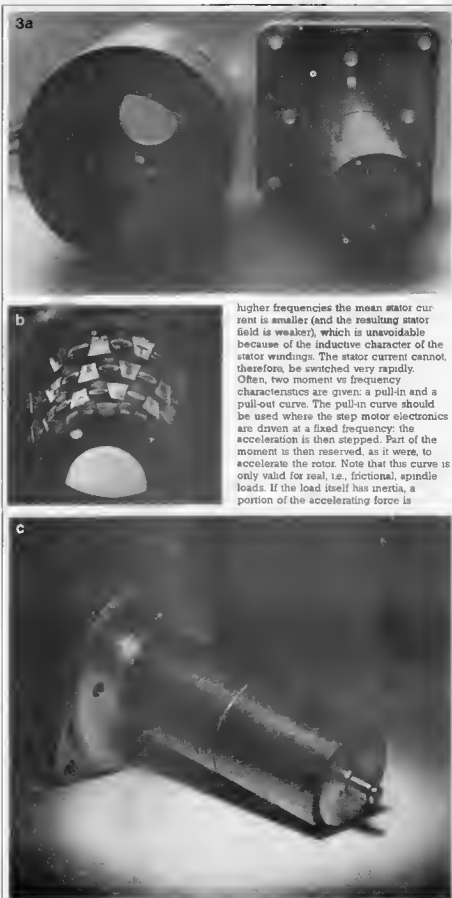 3a
b
higher frequencies the mean stator cur
rent is smaller (and the resulting stator
field is weaker), which is unavoidable
because of the inductive character of the
stator windings. The stator current cannot,
therefore, be switched very rapidly.
Often, two moment vs frequency
characteristics are given: a pull-in and a
pull-out curve. The pull-in curve should
be used where the step motor electronics
are driven at a fixed frequency: the
acceleration is then stepped. Part of the
moment is then reserved, as it were, to
accelerate the rotor. Note that this curve is
only valid for real, i.e., frictional, spindle
loads. If the load itself has inertia, a
portion of the accelerating force is
c